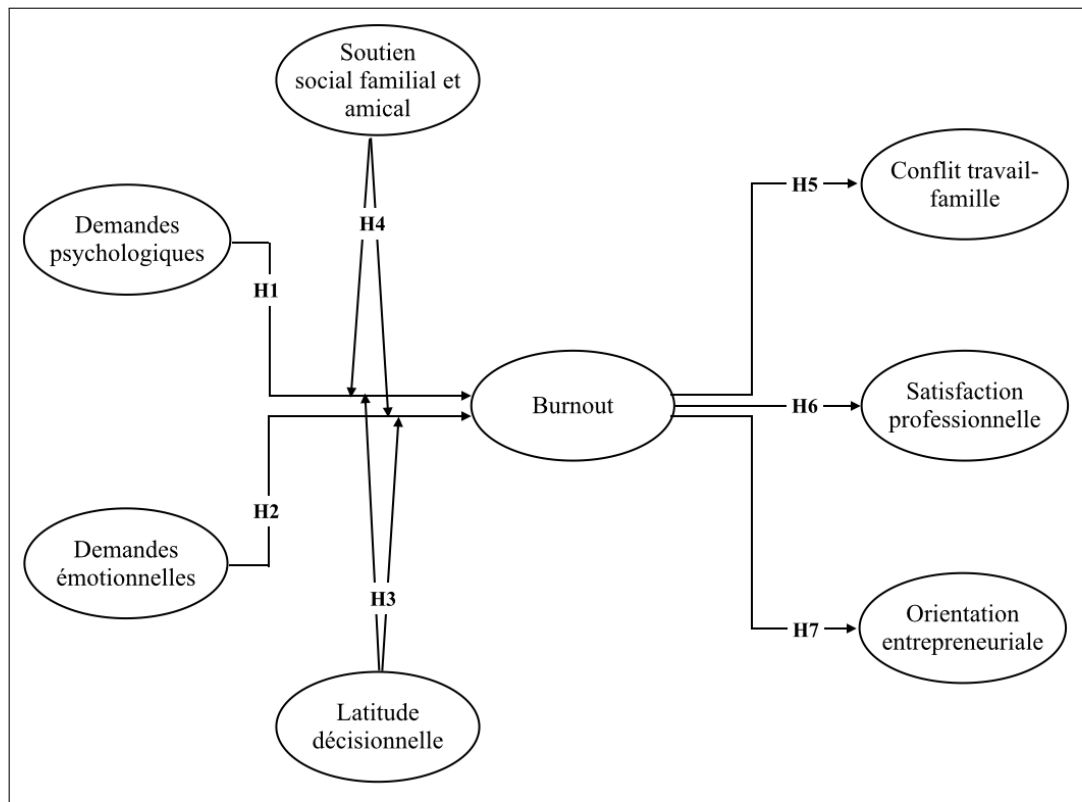 Soutien
social familial et
amical
Demandes
psychologiques
H1
H4
H5
Conflit travail-
famille
Burnout
H6
Satisfaction
professionnelle
H2
Demandes
émotionnelles
H3
H7
Orientation
entrepreneuriale
Latitude
décisionnelle